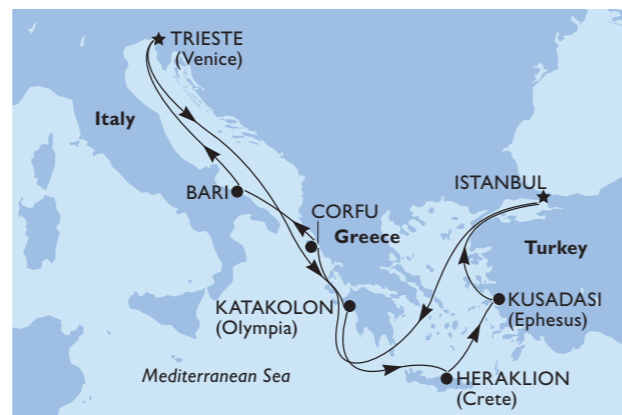 TRIESTE
(Venice)
Italy
ISTANBUL
BARI
CORFU
Greece
Turkey
KATAKOLON
(Olympia)
KUSADASI
(Ephesus)
Mediterranean Sea
HERAKLION
(Crete)